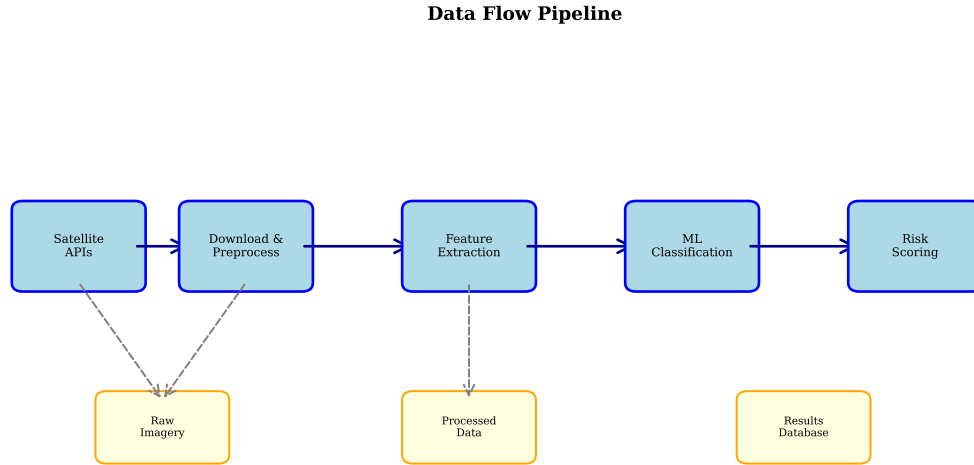 Data Flow Pipeline
Satellite
APIs
Download &
Preprocess
Feature
Extraction
ML
Classification
Risk
Scoring
Raw
Imagery
Processed
Data
Results
Database